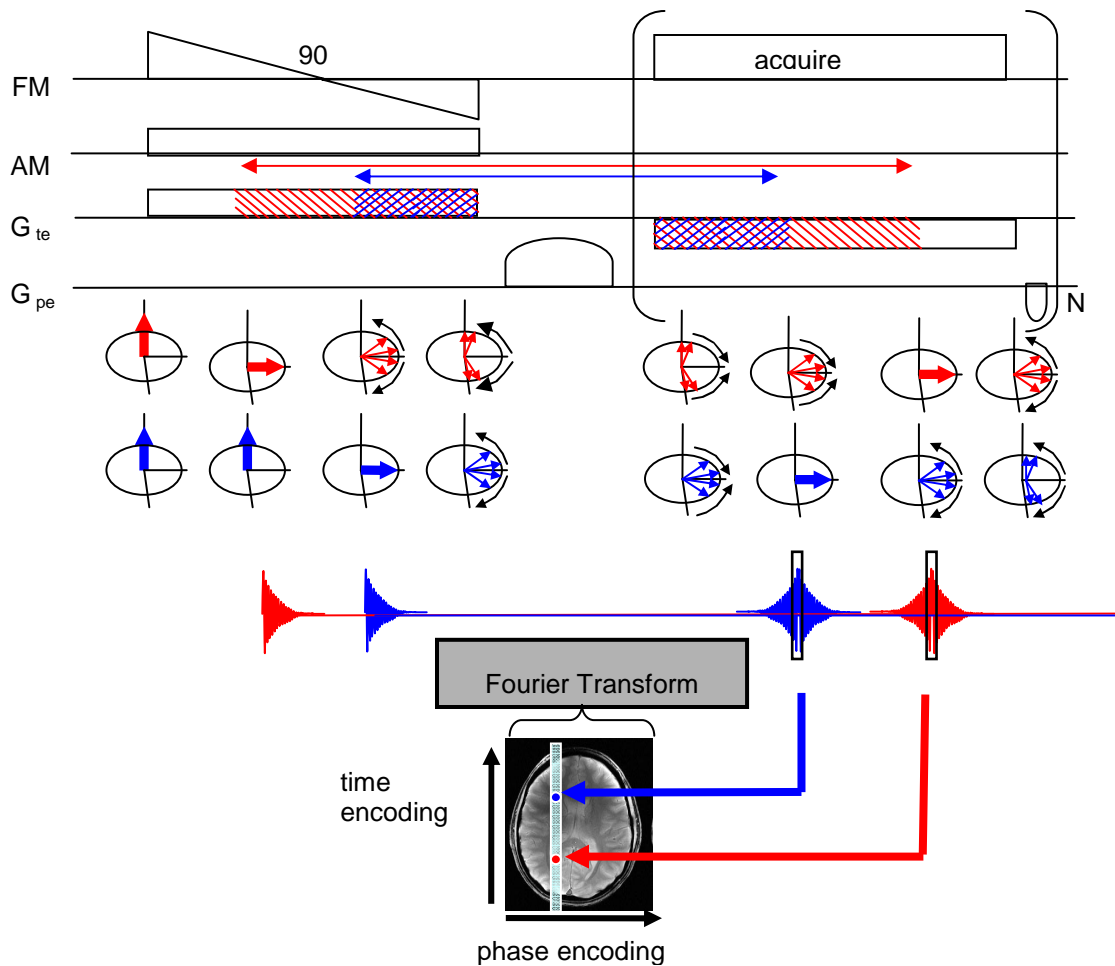 90
acquire
FM
AM
G te
G pe
N
Fourier Transform
time
encoding
phase encoding